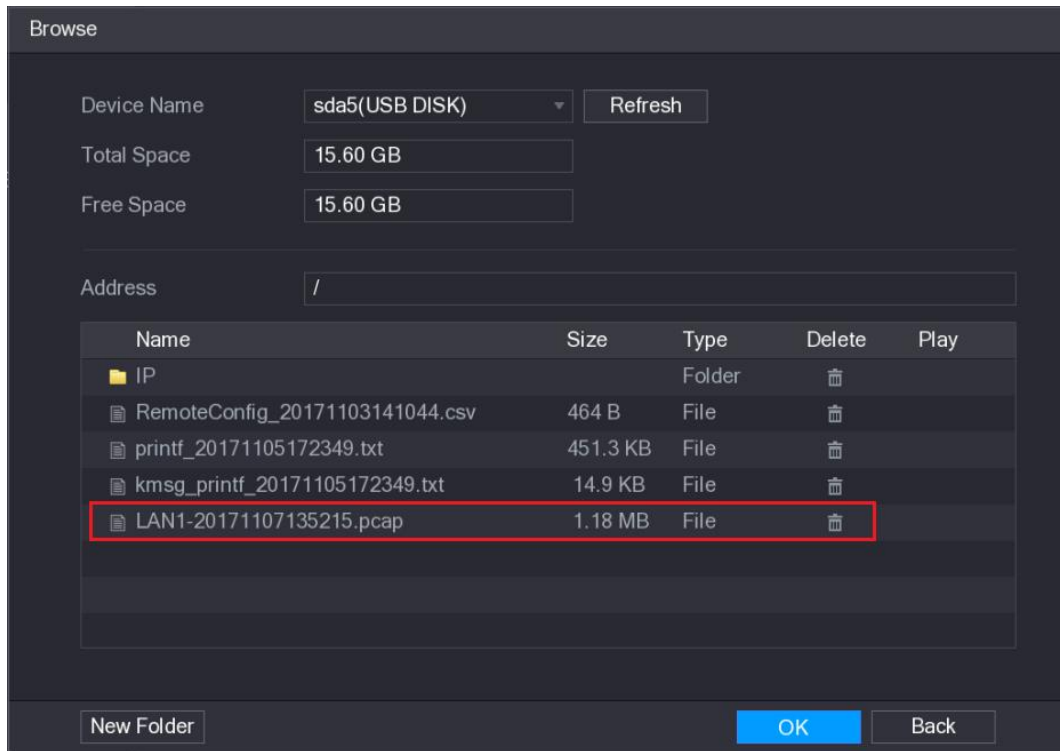 Browse
Device Name sda5(USB DISK) Refresh
Total Space 15.60 GB
Free Space 15.60 GB
Address /
Name Size Type Delete Play
IP Folder
RemoteConfig_20171103141044.csv 464 B File
printf_20171105172349.txt 451.3 KB File
kmsg_printf_20171105172349.txt 14.9 KB File
LAN1-20171107135215.pcap 1.18 MB File
New Folder OK Back